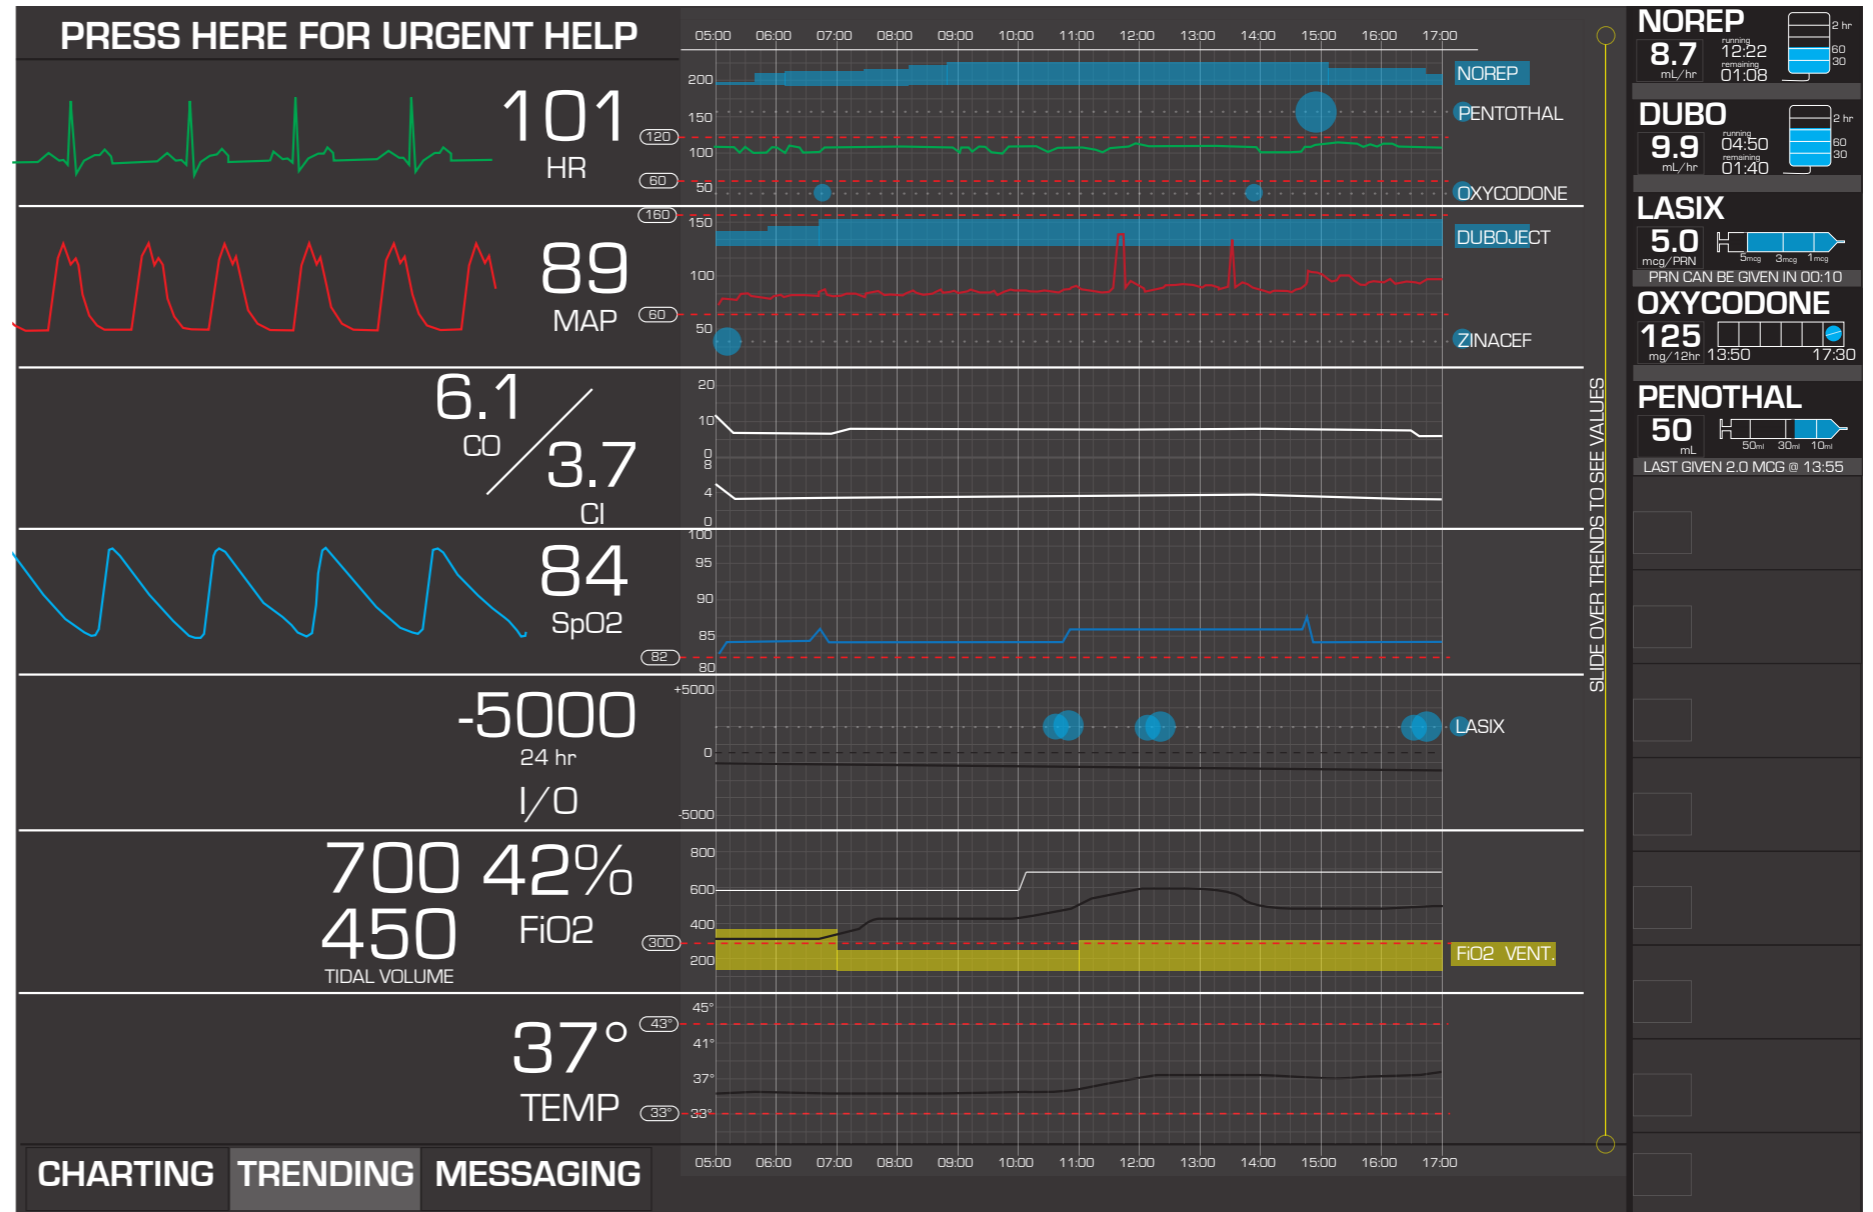 PRESS HERE FOR URGENT HELP
05:00 06:00 07:00 08:00 09:00 10:00 11:00 12:00 13:00 14:00 15:00 16:00 17:00
101
HR
200
150
120
100
60
50
NOREP
PENTOTHAL
OXYCODONE
89
MAP
160
150
100
60
50
DUBOJECT
ZINACEF
6.1
CO
3.7
CI
20
10
0
8
4
0
84
SpO2
100
95
90
85
82
80
-5000
24 hr
I/O
+5000
0
-5000
LASIX
700 42%
450 FiO2
TIDAL VOLUME
800
600
400
300
200
FiO2 VENT.
37°
TEMP
45°
43°
41°
37°
33° 33°
05:00 06:00 07:00 08:00 09:00 10:00 11:00 12:00 13:00 14:00 15:00 16:00 17:00
CHARTING TRENDING MESSAGING
SLIDE OVER TRENDS TO SEE VALUES
NOREP
8.7
mL/hr
running
12:22
remaining
01:08
2 hr
60
30
DUBO
9.9
mL/hr
running
04:50
remaining
01:40
2 hr
60
30
LASIX
5.0
mcg/PRN
5mcg 3mcg 1mcg
PRN CAN BE GIVEN IN 00:10
OXYCODONE
125
mg/12hr 13:50 17:30
PENOTHAL
50
mL
50ml 30ml 10ml
LAST GIVEN 2.0 MCG @ 13:55